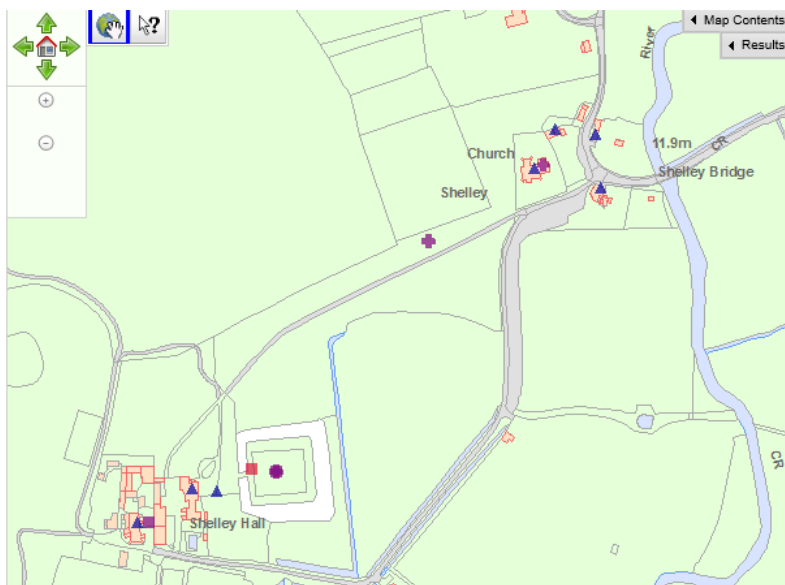 Map Contents
Results
?
River
11.9m
CR
Church
Shelley Bridge
Shelley
CR
Shelley Hall